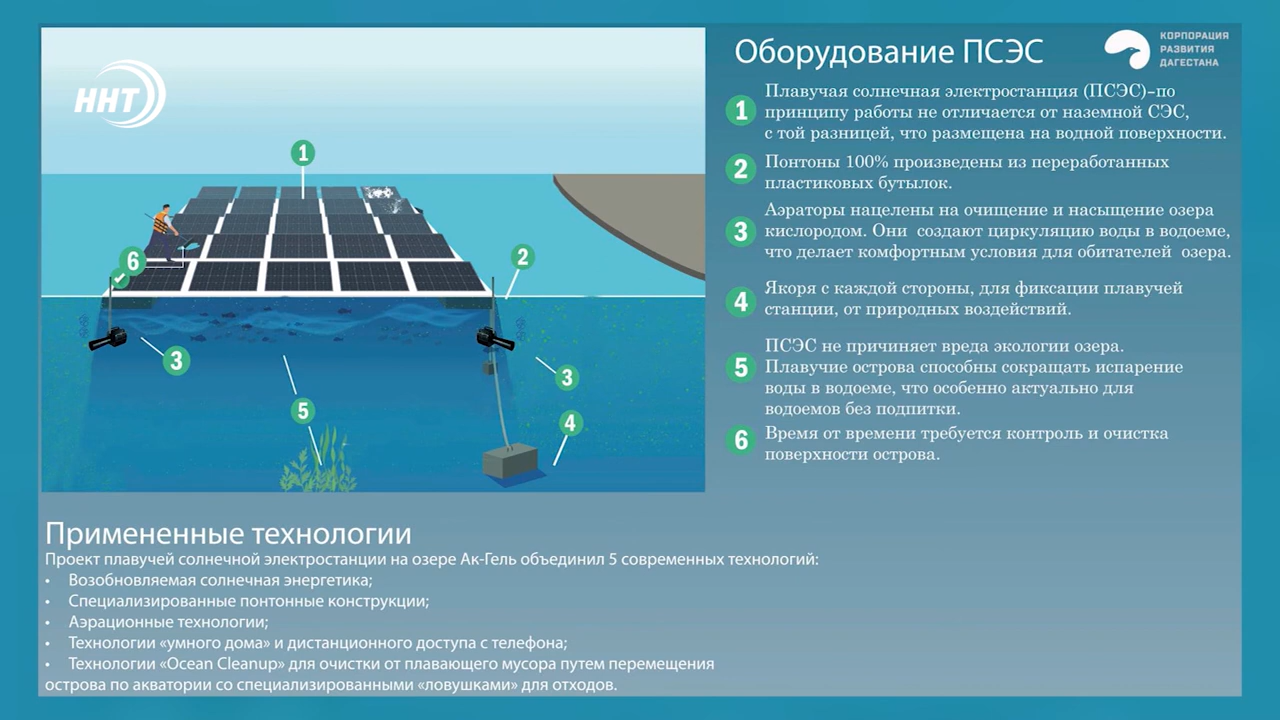 ННТ
Оборудование ПСЭС
КОРПОРАЦИЯ
РАЗВИТИЯ
ДАГЕСТАНА
1
Плавучая солнечная электростанция (ПСЭС)–по
принципу работы не отличается от наземной СЭС,
с той разницей, что размещена на водной поверхности.
2
Понтоны 100% произведены из переработанных
пластиковых бутылок.
3
Аэраторы нацелены на очищение и насыщение озера
кислородом. Они создают циркуляцию воды в водоеме,
что делает комфортным условия для обитателей озера.
4
Якоря с каждой стороны, для фиксации плавучей
станции, от природных воздействий.
5
ПСЭС не причиняет вреда экологии озера.
Плавучие острова способны сокращать испарение
воды в водоеме, что особенно актуально для
водоемов без подпитки.
6
Время от времени требуется контроль и очистка
поверхности острова.
1
6
2
3
3
5
4
Примененные технологии
Проект плавучей солнечной электростанции на озере Ак-Гель объединил 5 современных технологий:
• Возобновляемая солнечная энергетика;
• Специализированные понтонные конструкции;
• Аэрационные технологии;
• Технологии «умного дома» и дистанционного доступа с телефона;
• Технологии «Ocean Cleanup» для очистки от плавающего мусора путем перемещения
острова по акватории со специализированными «ловушками» для отходов.